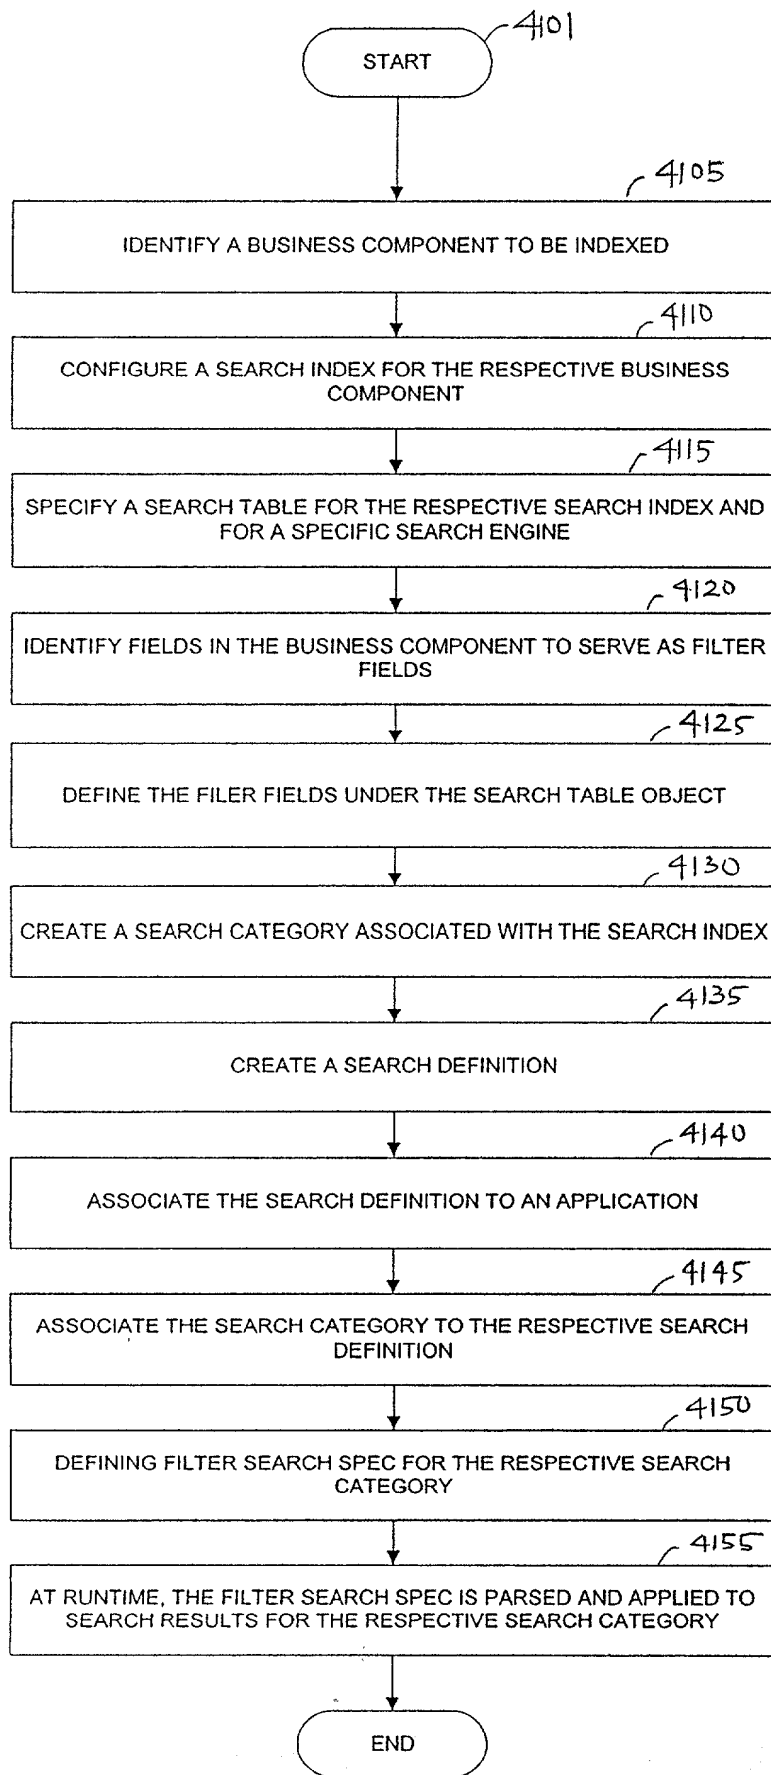 4101
START
4105
IDENTIFY A BUSINESS COMPONENT TO BE INDEXED
4110
CONFIGURE A SEARCH INDEX FOR THE RESPECTIVE BUSINESS
COMPONENT
4115
SPECIFY A SEARCH TABLE FOR THE RESPECTIVE SEARCH INDEX AND
FOR A SPECIFIC SEARCH ENGINE
4120
IDENTIFY FIELDS IN THE BUSINESS COMPONENT TO SERVE AS FILTER
FIELDS
4125
DEFINE THE FILER FIELDS UNDER THE SEARCH TABLE OBJECT
4130
CREATE A SEARCH CATEGORY ASSOCIATED WITH THE SEARCH INDEX
4135
CREATE A SEARCH DEFINITION
4140
ASSOCIATE THE SEARCH DEFINITION TO AN APPLICATION
4145
ASSOCIATE THE SEARCH CATEGORY TO THE RESPECTIVE SEARCH
DEFINITION
4150
DEFINING FILTER SEARCH SPEC FOR THE RESPECTIVE SEARCH
CATEGORY
4155
AT RUNTIME, THE FILTER SEARCH SPEC IS PARSED AND APPLIED TO
SEARCH RESULTS FOR THE RESPECTIVE SEARCH CATEGORY
END